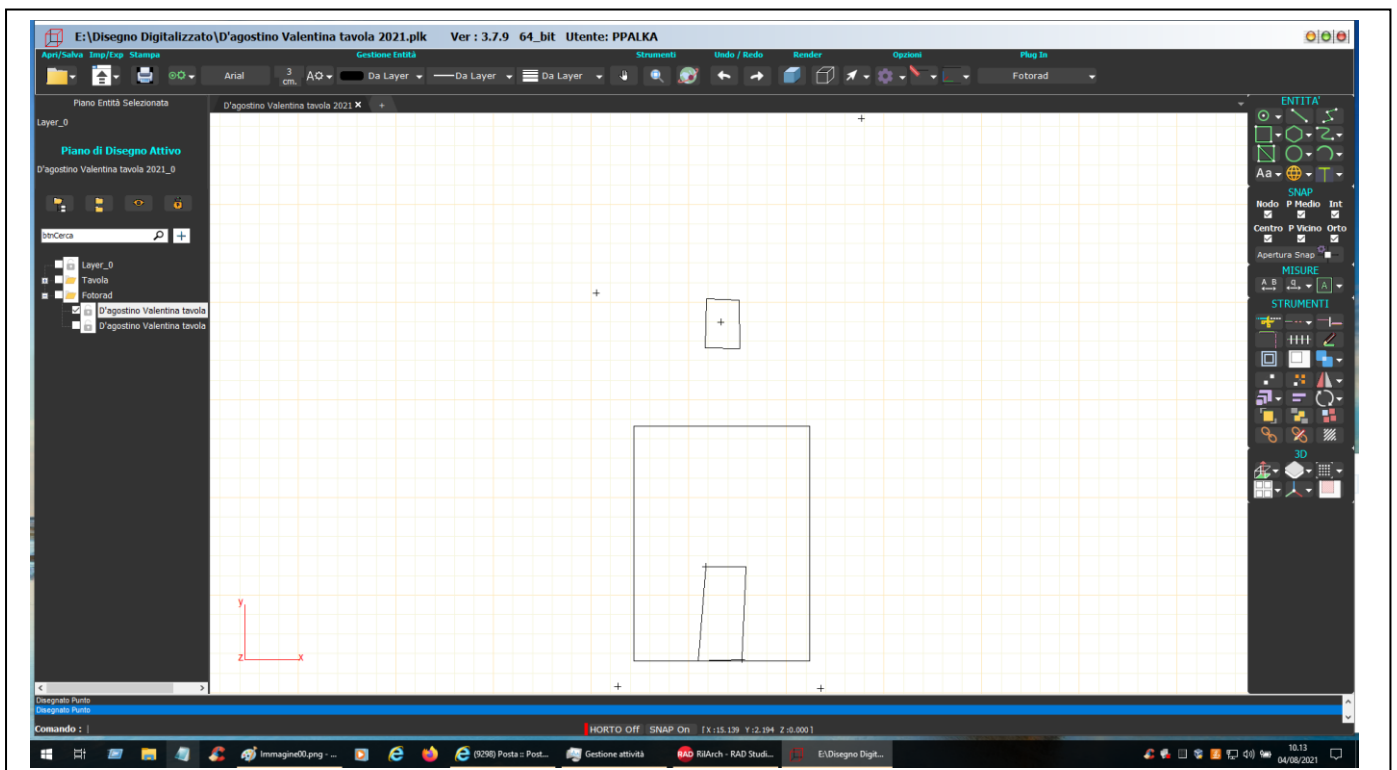 E:\Disegno Digitalizzato\D'agostino Valentina tavola 2021.plk Ver : 3.7.9 64_bit Utente: PPALKA
Apri/Salva Imp/Exp Stampa Gestione Entità Strumenti Undo / Redo Render Opzioni Plug In
Arial 3 cm. Da Layer Da Layer Da Layer Fotorad
Piano Entità Selezionata
Layer_0
Piano di Disegno Attivo
D'agostino Valentina tavola 2021_0
btnCerca
Layer_0
Tavola
Fotorad
D'agostino Valentina tavola
D'agostino Valentina tavola
D'agostino Valentina tavola 2021 × +
y
z x
ENTITA'
Aa T
SNAP
Nodo P Medio Int
Centro P Vicino Orto
Apertura Snap
MISURE
A B q A
STRUMENTI
3D
Disegnato Punto
Disegnato Punto
Comando : |
HORTO Off SNAP On [X :15.139 Y :2.194 Z :0.000 ]
Immagine00.png - ... (9298) Posta :: Post... Gestione attività RAD RilArch - RAD Studi... E:\Disegno Digit...
10.13
04/08/2021